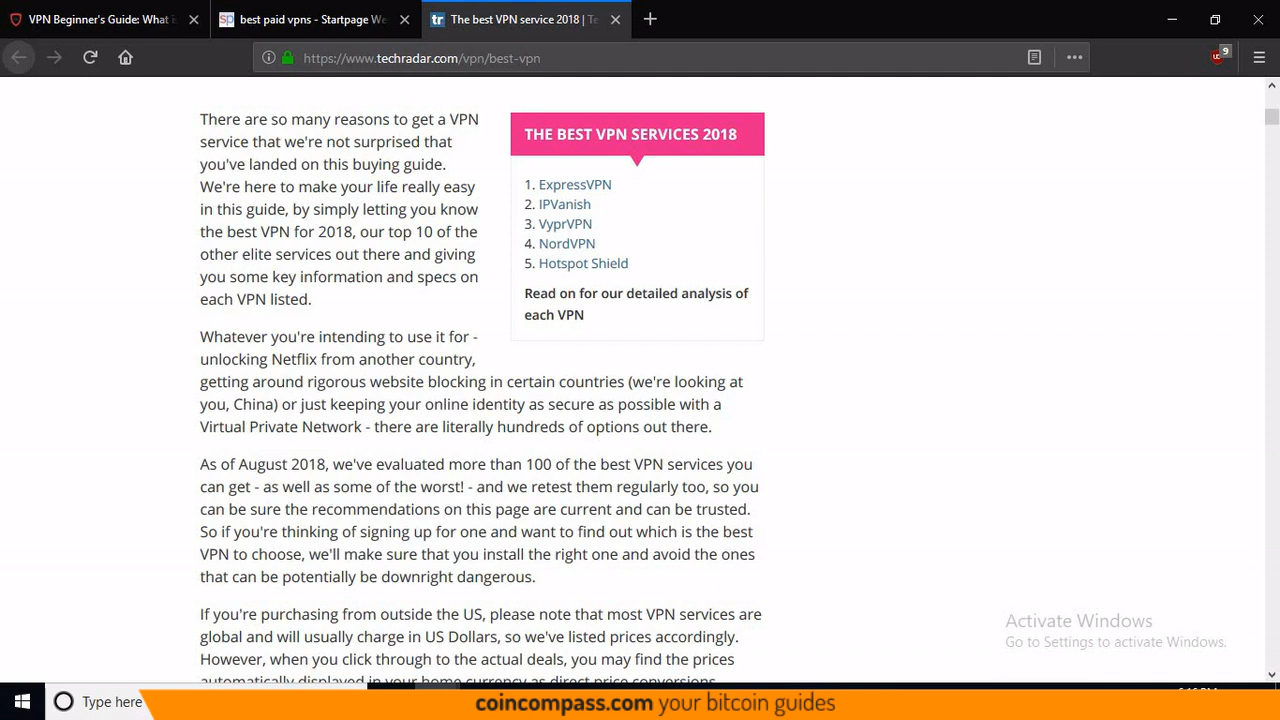 VPN Beginner's Guide: What is
best paid vpns - Startpage We
The best VPN service 2018 | Te
https://www.techradar.com/vpn/best-vpn
9
There are so many reasons to get a VPN
service that we're not surprised that
you've landed on this buying guide.
We're here to make your life really easy
in this guide, by simply letting you know
the best VPN for 2018, our top 10 of the
other elite services out there and giving
you some key information and specs on
each VPN listed.
THE BEST VPN SERVICES 2018
1. ExpressVPN
2. IPVanish
3. VyprVPN
4. NordVPN
5. Hotspot Shield
Read on for our detailed analysis of
each VPN
Whatever you're intending to use it for -
unlocking Netflix from another country,
getting around rigorous website blocking in certain countries (we're looking at
you, China) or just keeping your online identity as secure as possible with a
Virtual Private Network - there are literally hundreds of options out there.
As of August 2018, we've evaluated more than 100 of the best VPN services you
can get - as well as some of the worst! - and we retest them regularly too, so you
can be sure the recommendations on this page are current and can be trusted.
So if you're thinking of signing up for one and want to find out which is the best
VPN to choose, we'll make sure that you install the right one and avoid the ones
that can be potentially be downright dangerous.
If you're purchasing from outside the US, please note that most VPN services are
global and will usually charge in US Dollars, so we've listed prices accordingly.
However, when you click through to the actual deals, you may find the prices
automatically displayed in your home currency as direct price conversions
Activate Windows
Go to Settings to activate Windows.
Type here
coincompass.com your bitcoin guides